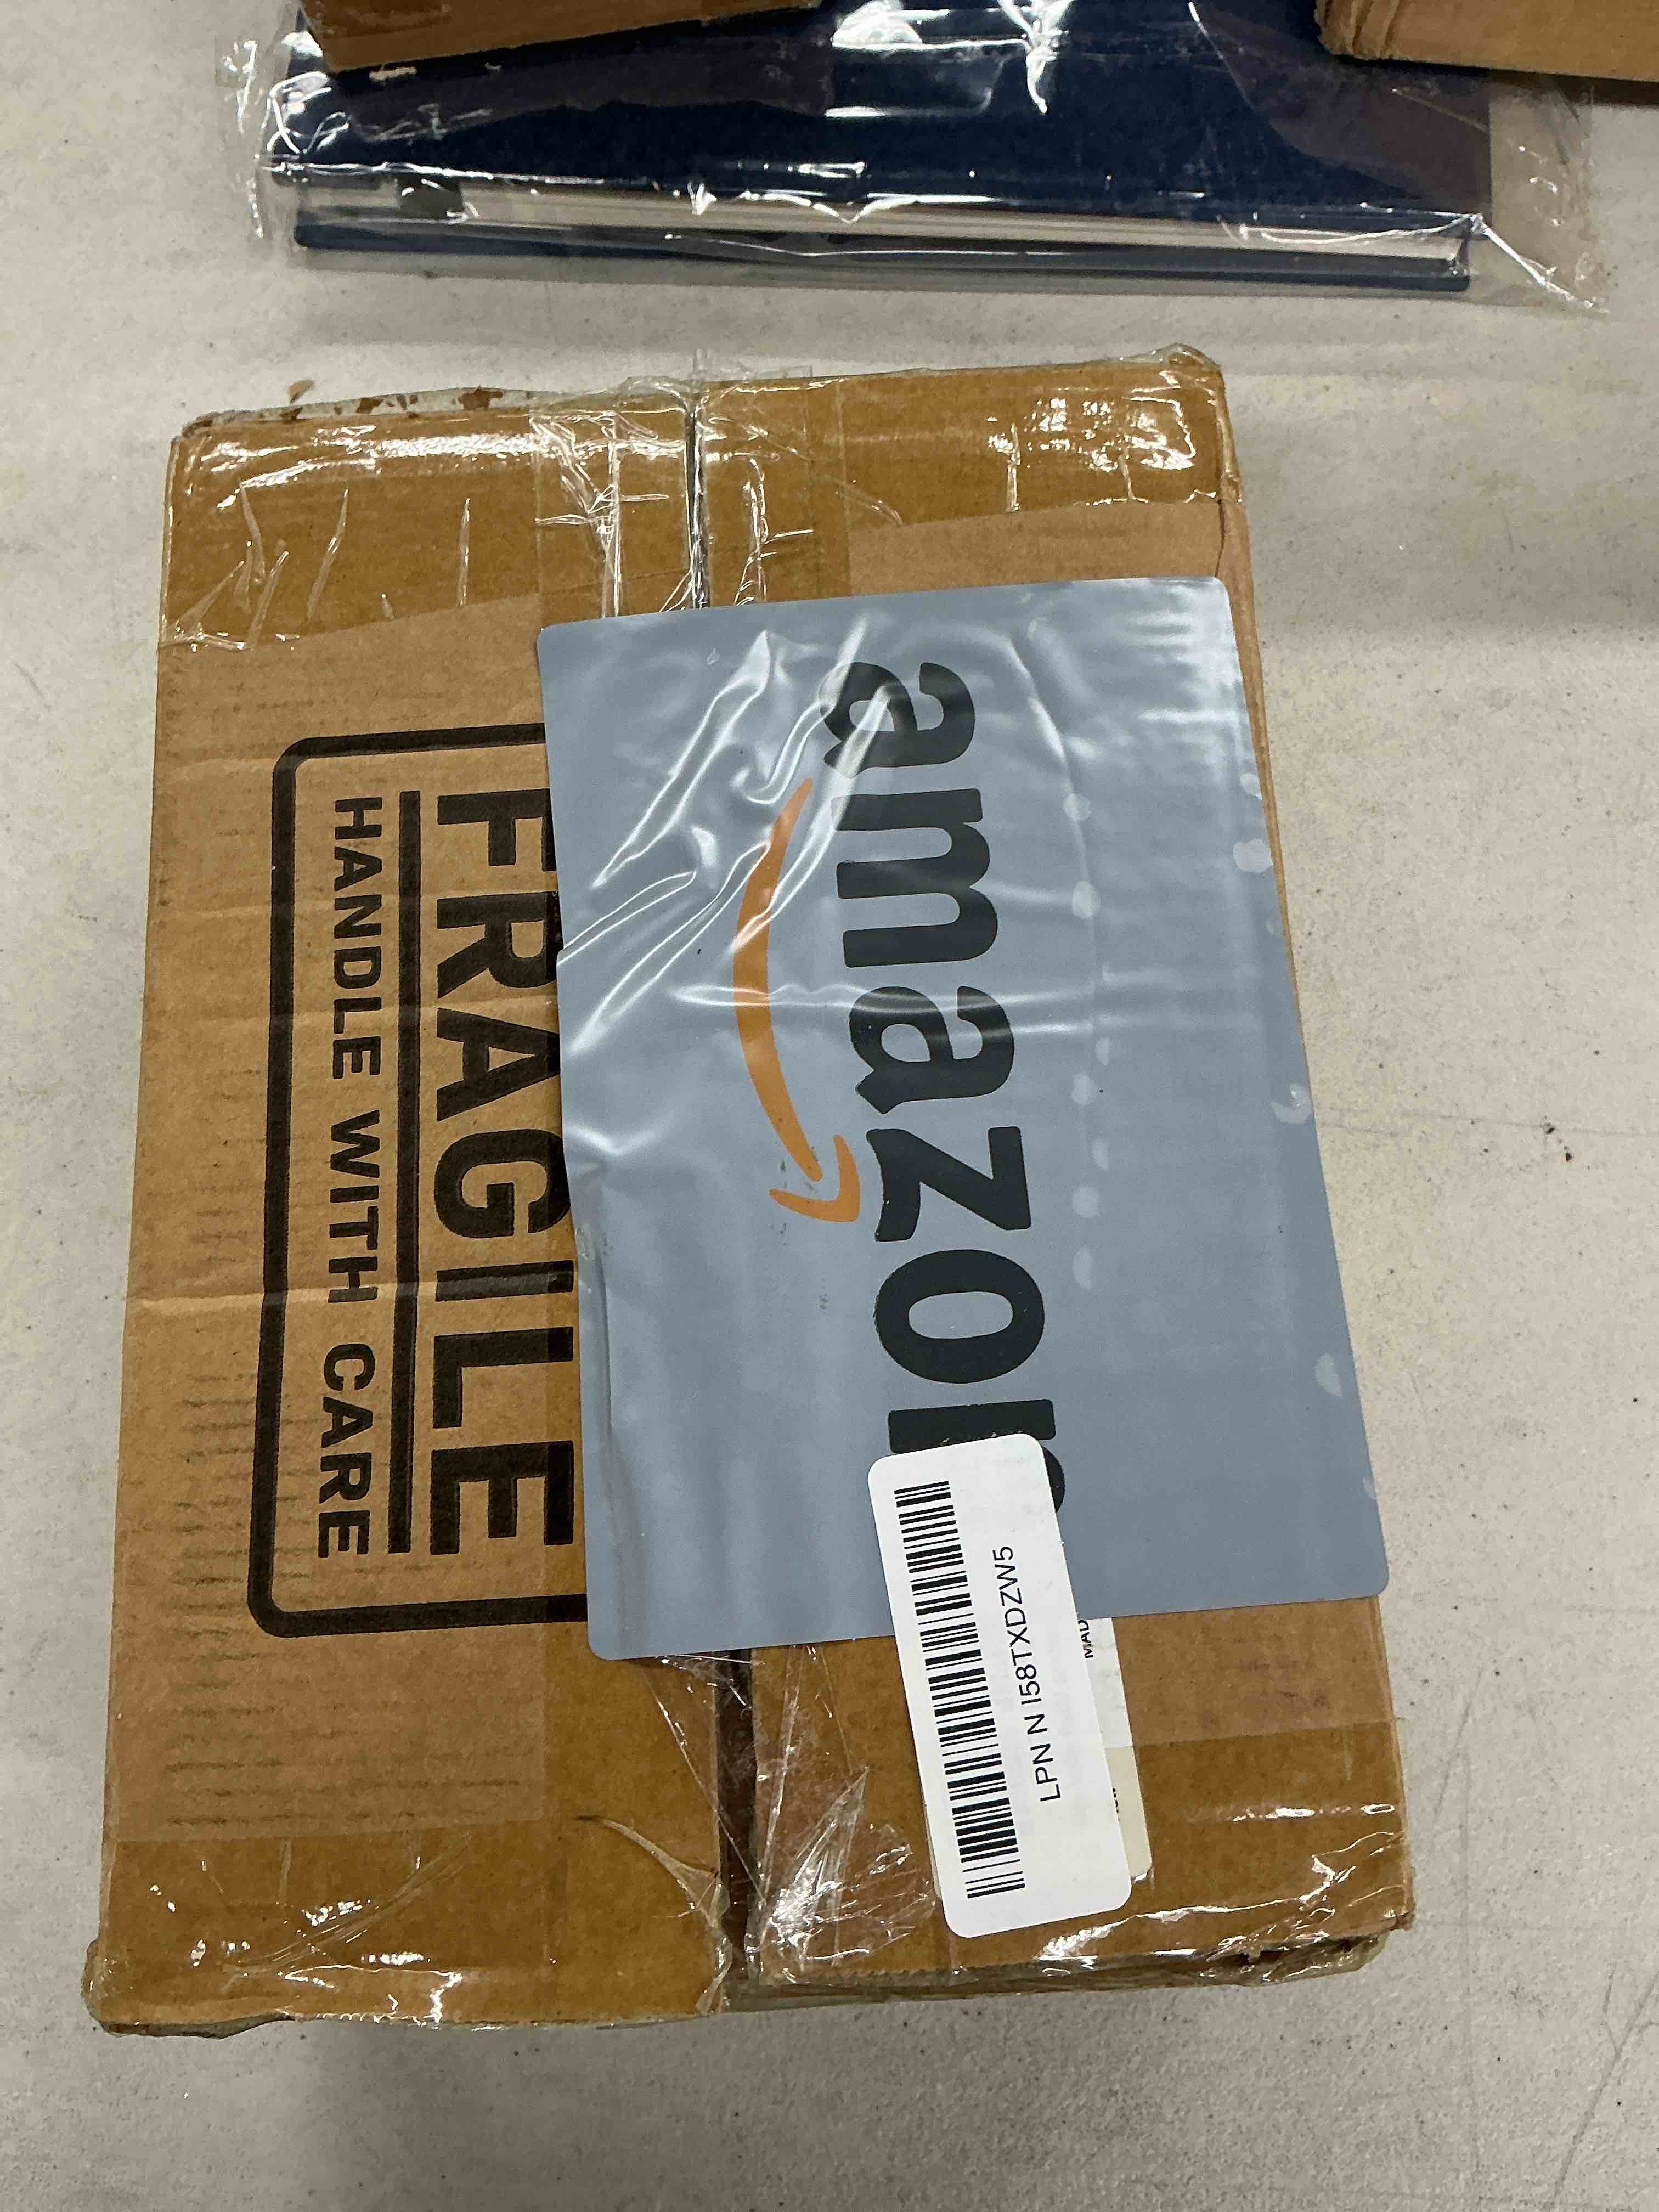 FRAGILE
HANDLE WITH CARE
amazon
LPN N I58TXDZW5